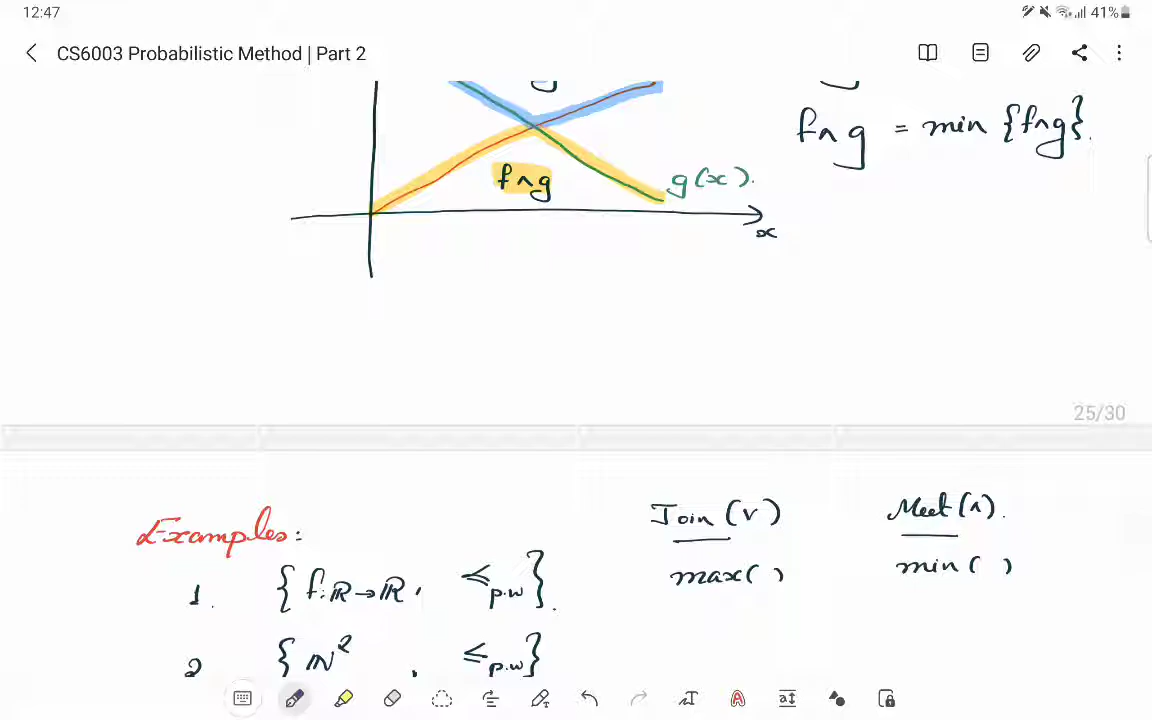 12:47
41%
CS6003 Probabilistic Method | Part 2
f∧g = min {f∧g}.
f∧g
g(x).
x
25/30
Examples:
Join (∨)
Meet (∧).
1. {f:ℝ→ℝ, ≤p.w}.
max( )
min( )
2 {ℕ², ≤p.w}